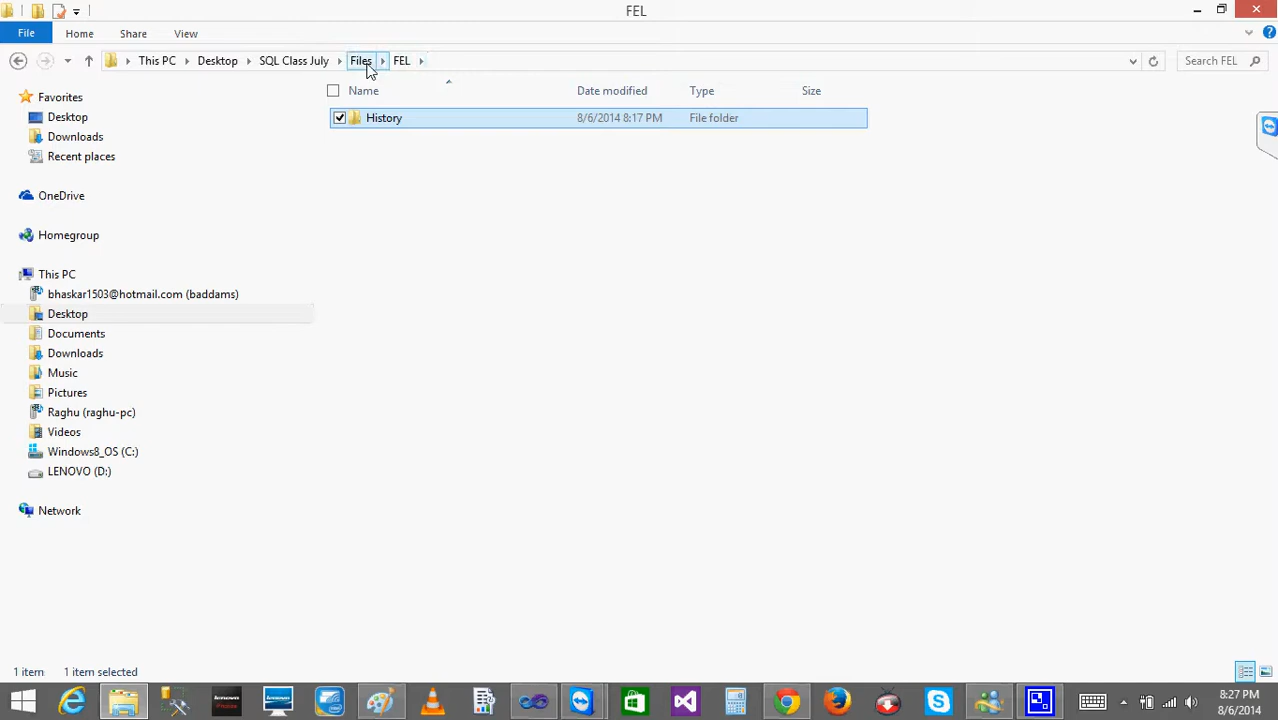 FEL
File Home Share View
This PC Desktop SQL Class July Files FEL Search FEL
Name Date modified Type Size
History 8/6/2014 8:17 PM File folder
Favorites
Desktop
Downloads
Recent places
OneDrive
Homegroup
This PC
bhaskar1503@hotmail.com (baddams)
Desktop
Documents
Downloads
Music
Pictures
Raghu (raghu-pc)
Videos
Windows8_OS (C:)
LENOVO (D:)
Network
1 item 1 item selected
8:27 PM
8/6/2014